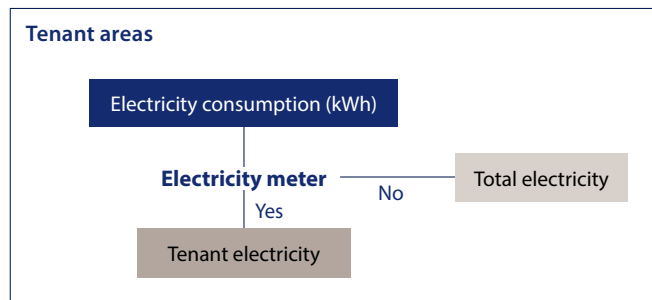 Tenant areas
Electricity consumption (kWh)
Electricity meter
No
Total electricity
Yes
Tenant electricity